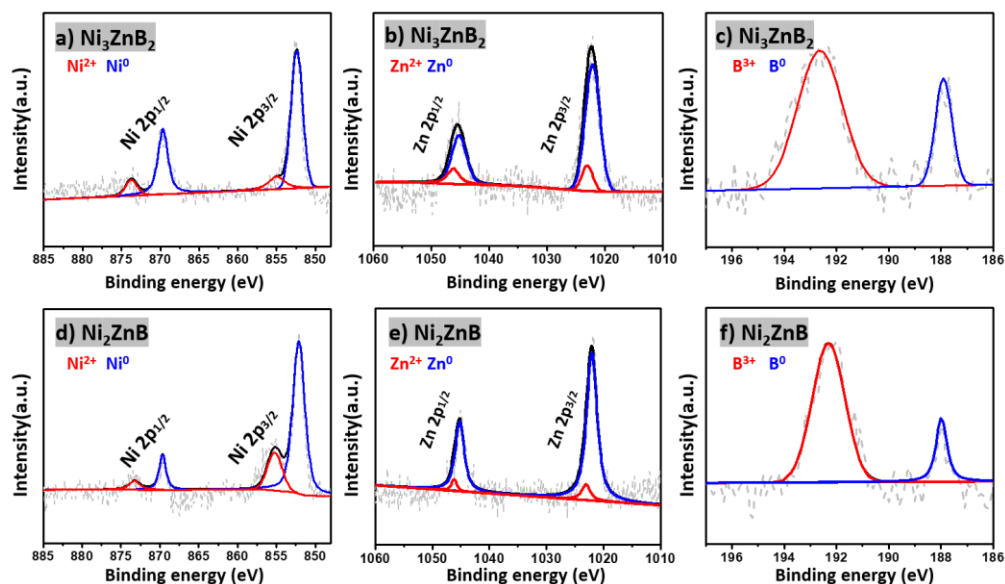 a) Ni₃ZnB₂
Ni²⁺ Ni⁰
Ni 2p1/2
Ni 2p3/2
Intensity(a.u.)
885 880 875 870 865 860 855 850
Binding energy (eV)
b) Ni₃ZnB₂
Zn²⁺ Zn⁰
Zn 2p1/2
Zn 2p3/2
Intensity(a.u.)
1060 1050 1040 1030 1020 1010
Binding energy (eV)
c) Ni₃ZnB₂
B³⁺ B⁰
Intensity(a.u.)
196 194 192 190 188 186
Binding energy (eV)
d) Ni₂ZnB
Ni²⁺ Ni⁰
Ni 2p1/2
Ni 2p3/2
Intensity(a.u.)
885 880 875 870 865 860 855 850
Binding energy (eV)
e) Ni₂ZnB
Zn²⁺ Zn⁰
Zn 2p1/2
Zn 2p3/2
Intensity(a.u.)
1060 1050 1040 1030 1020 1010
Binding energy (eV)
f) Ni₂ZnB
B³⁺ B⁰
Intensity(a.u.)
196 194 192 190 188 186
Binding energy (eV)